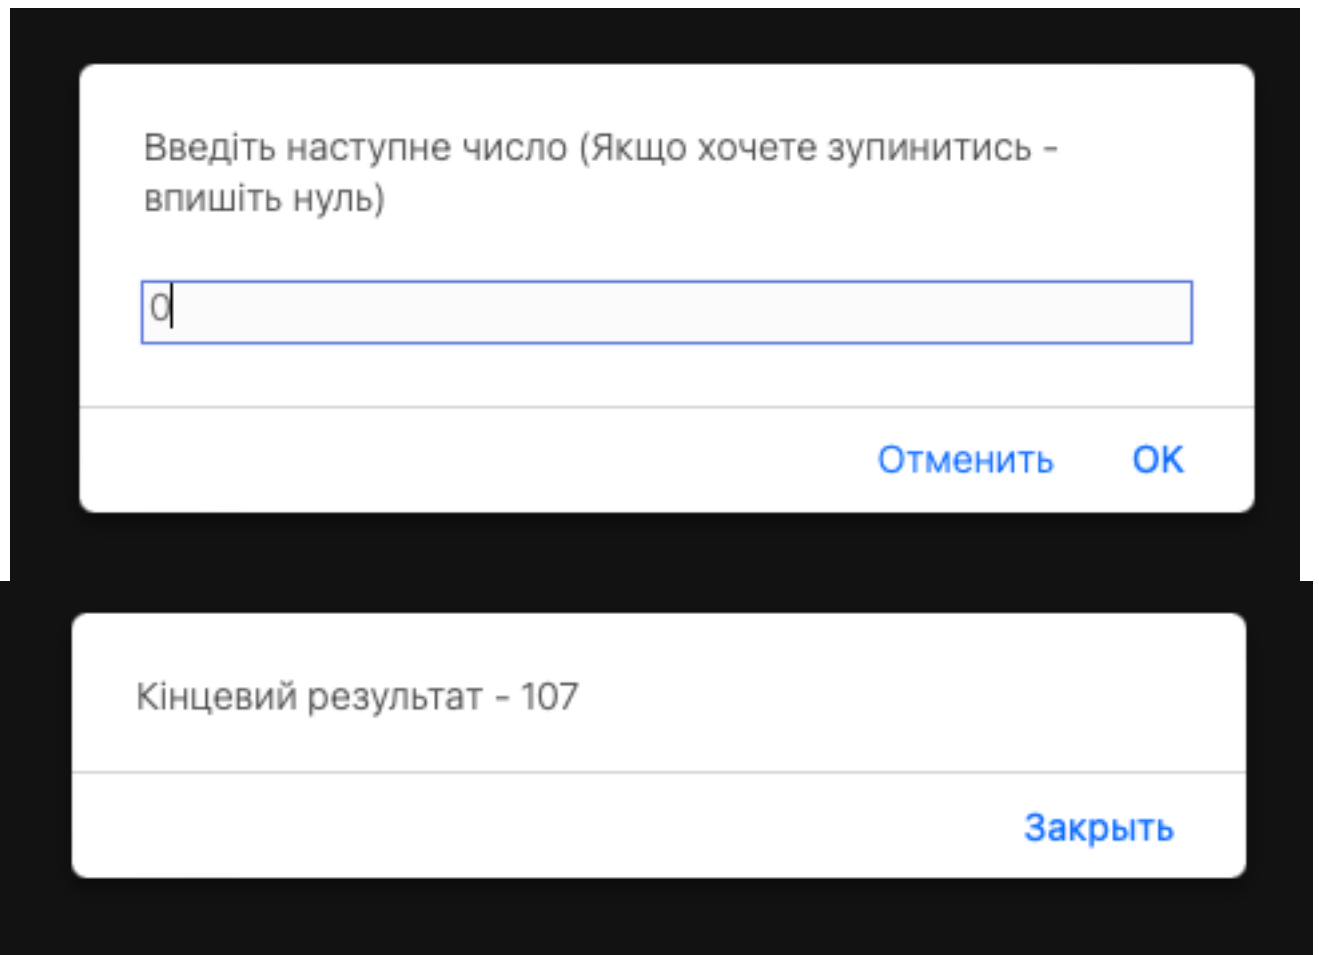 Введіть наступне число (Якщо хочете зупинитись -
впишіть нуль)
0
Отменить OK
Кінцевий результат - 107
Закрыть